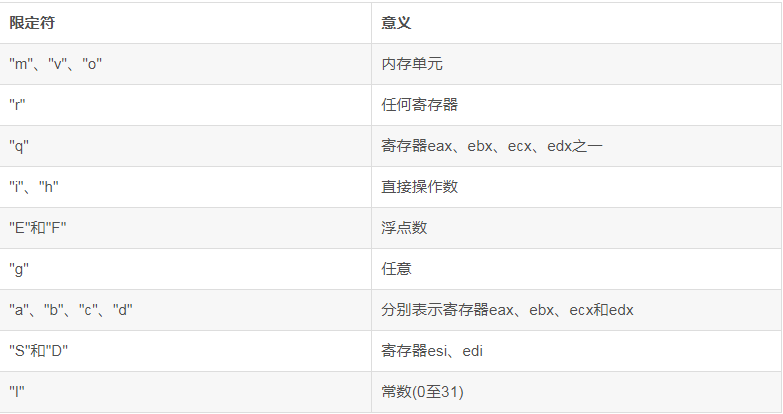 限定符 意义
"m"、"v"、"o" 内存单元
"r" 任何寄存器
"q" 寄存器eax、ebx、ecx、edx之一
"i"、"h" 直接操作数
"E"和"F" 浮点数
"g" 任意
"a"、"b"、"c"、"d" 分别表示寄存器eax、ebx、ecx和edx
"S"和"D" 寄存器esi、edi
"I" 常数(0至31)